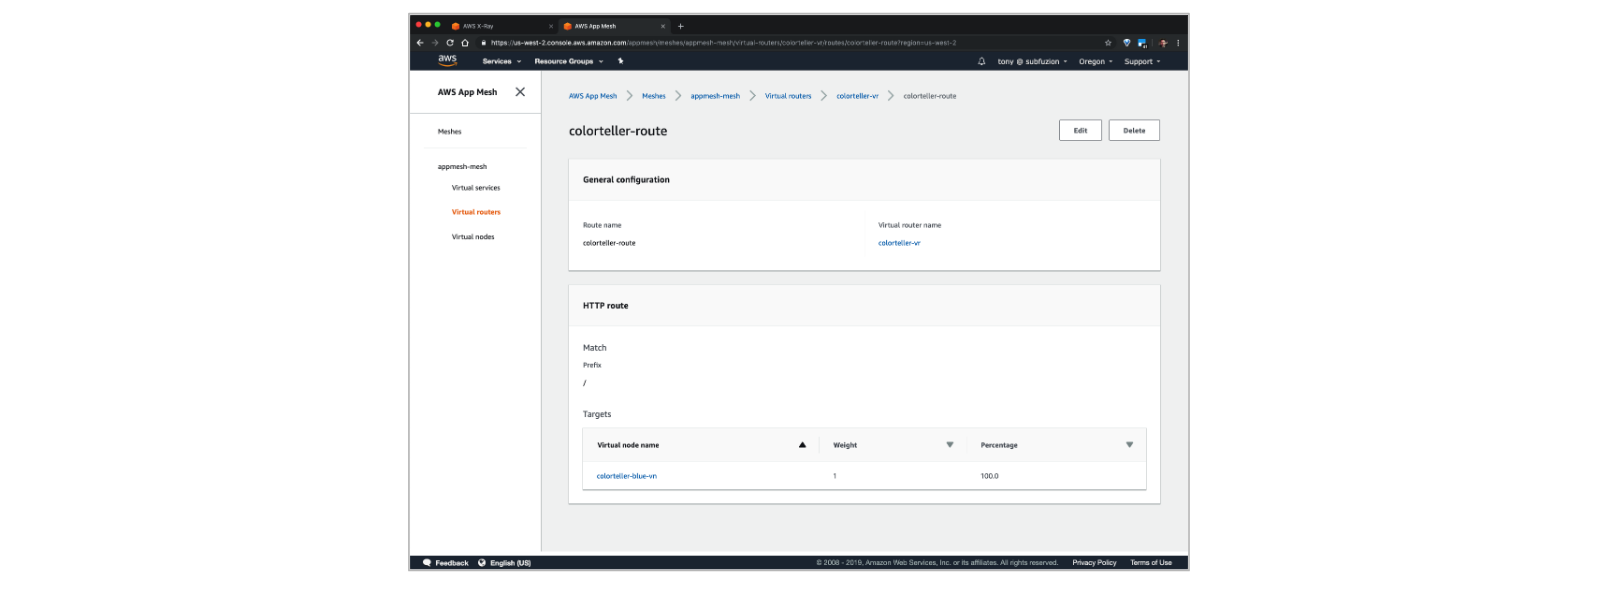 AWS X-Ray
AWS App Mesh
https://us-west-2.console.aws.amazon.com/appmesh/meshes/appmesh-mesh/virtual-routers/colorteller-vr/routes/colorteller-route?region=us-west-2
aws Services Resource Groups tony @ subfuzion Oregon Support
AWS App Mesh
Meshes
appmesh-mesh
Virtual services
Virtual routers
Virtual nodes
AWS App Mesh Meshes appmesh-mesh Virtual routers colorteller-vr colorteller-route
colorteller-route Edit Delete
General configuration
Route name Virtual router name
colorteller-route colorteller-vr
HTTP route
Match
Prefix
/
Targets
Virtual node name Weight Percentage
colorteller-blue-vn 1 100.0
Feedback English (US) © 2008 - 2019, Amazon Web Services, Inc. or its affiliates. All rights reserved. Privacy Policy Terms of Use